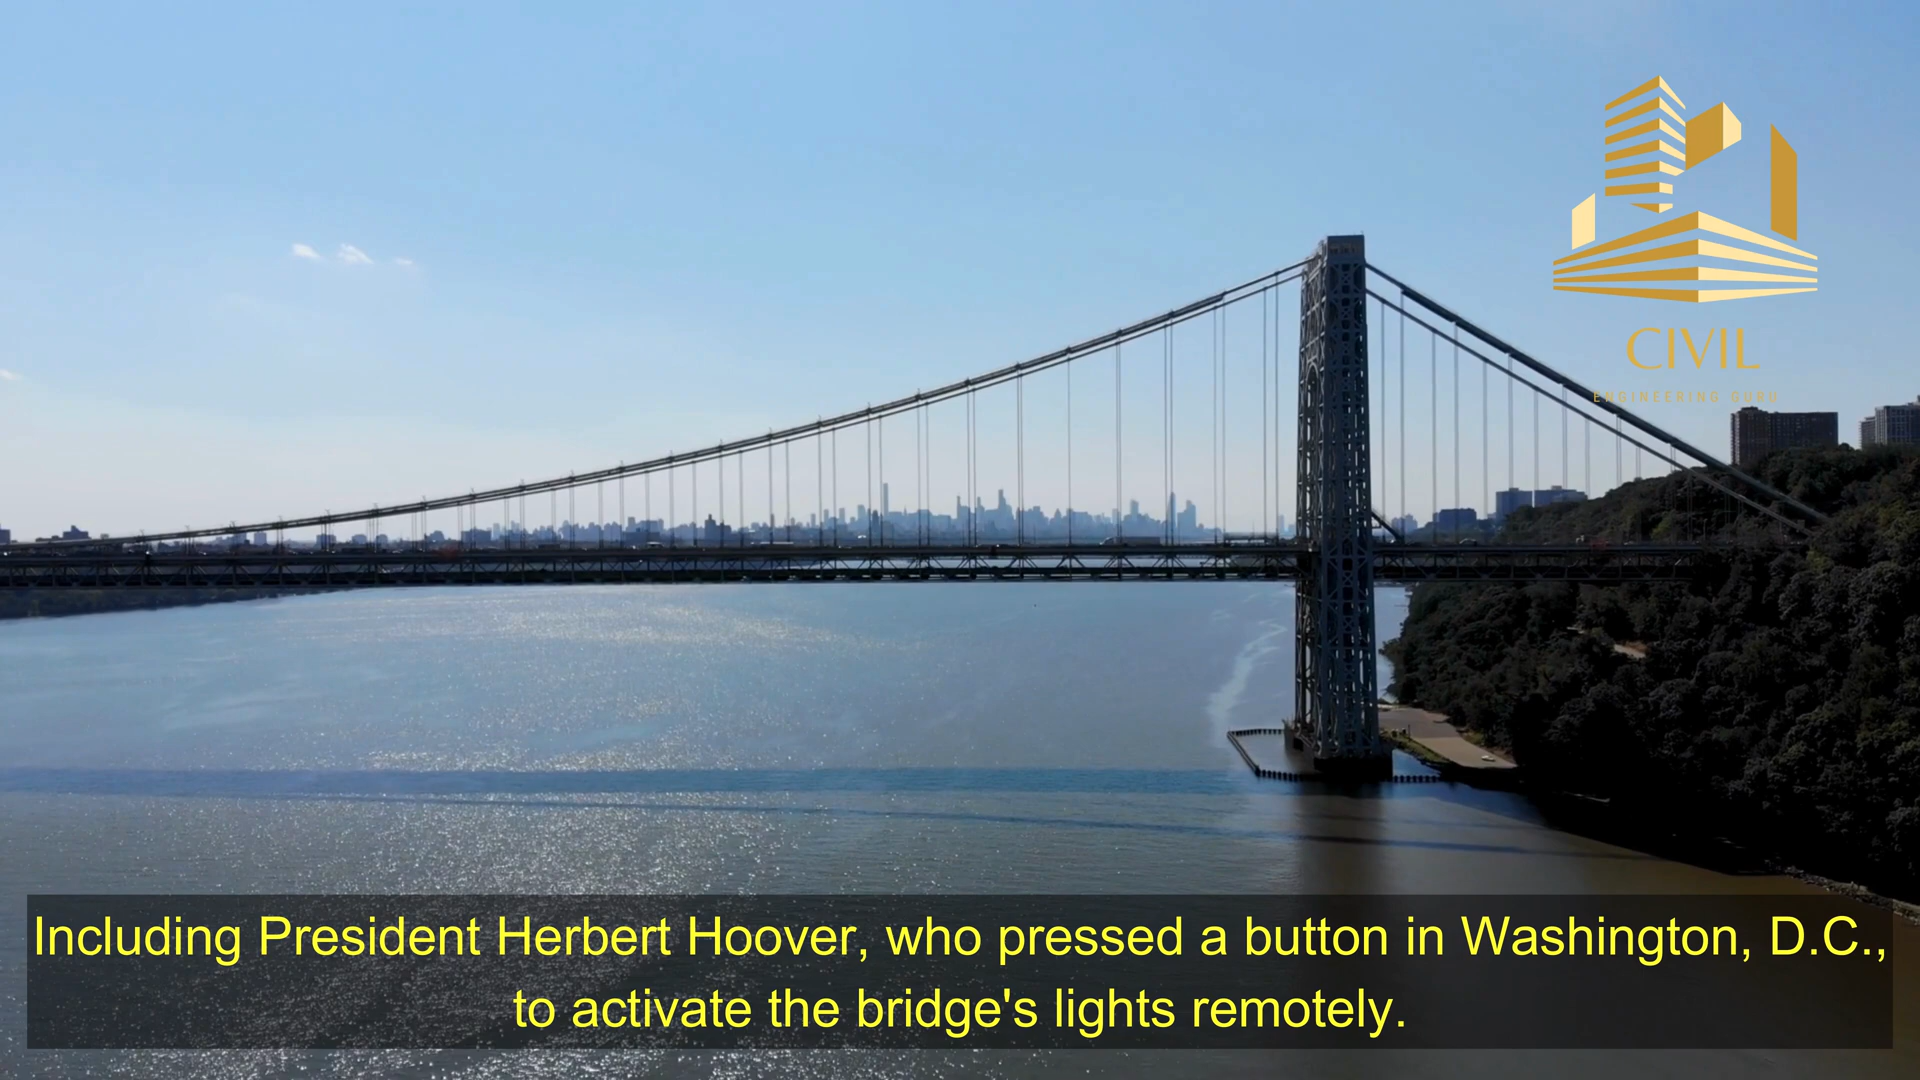 CIVIL
ENGINEERING GURU
Including President Herbert Hoover, who pressed a button in Washington, D.C.,
to activate the bridge's lights remotely.